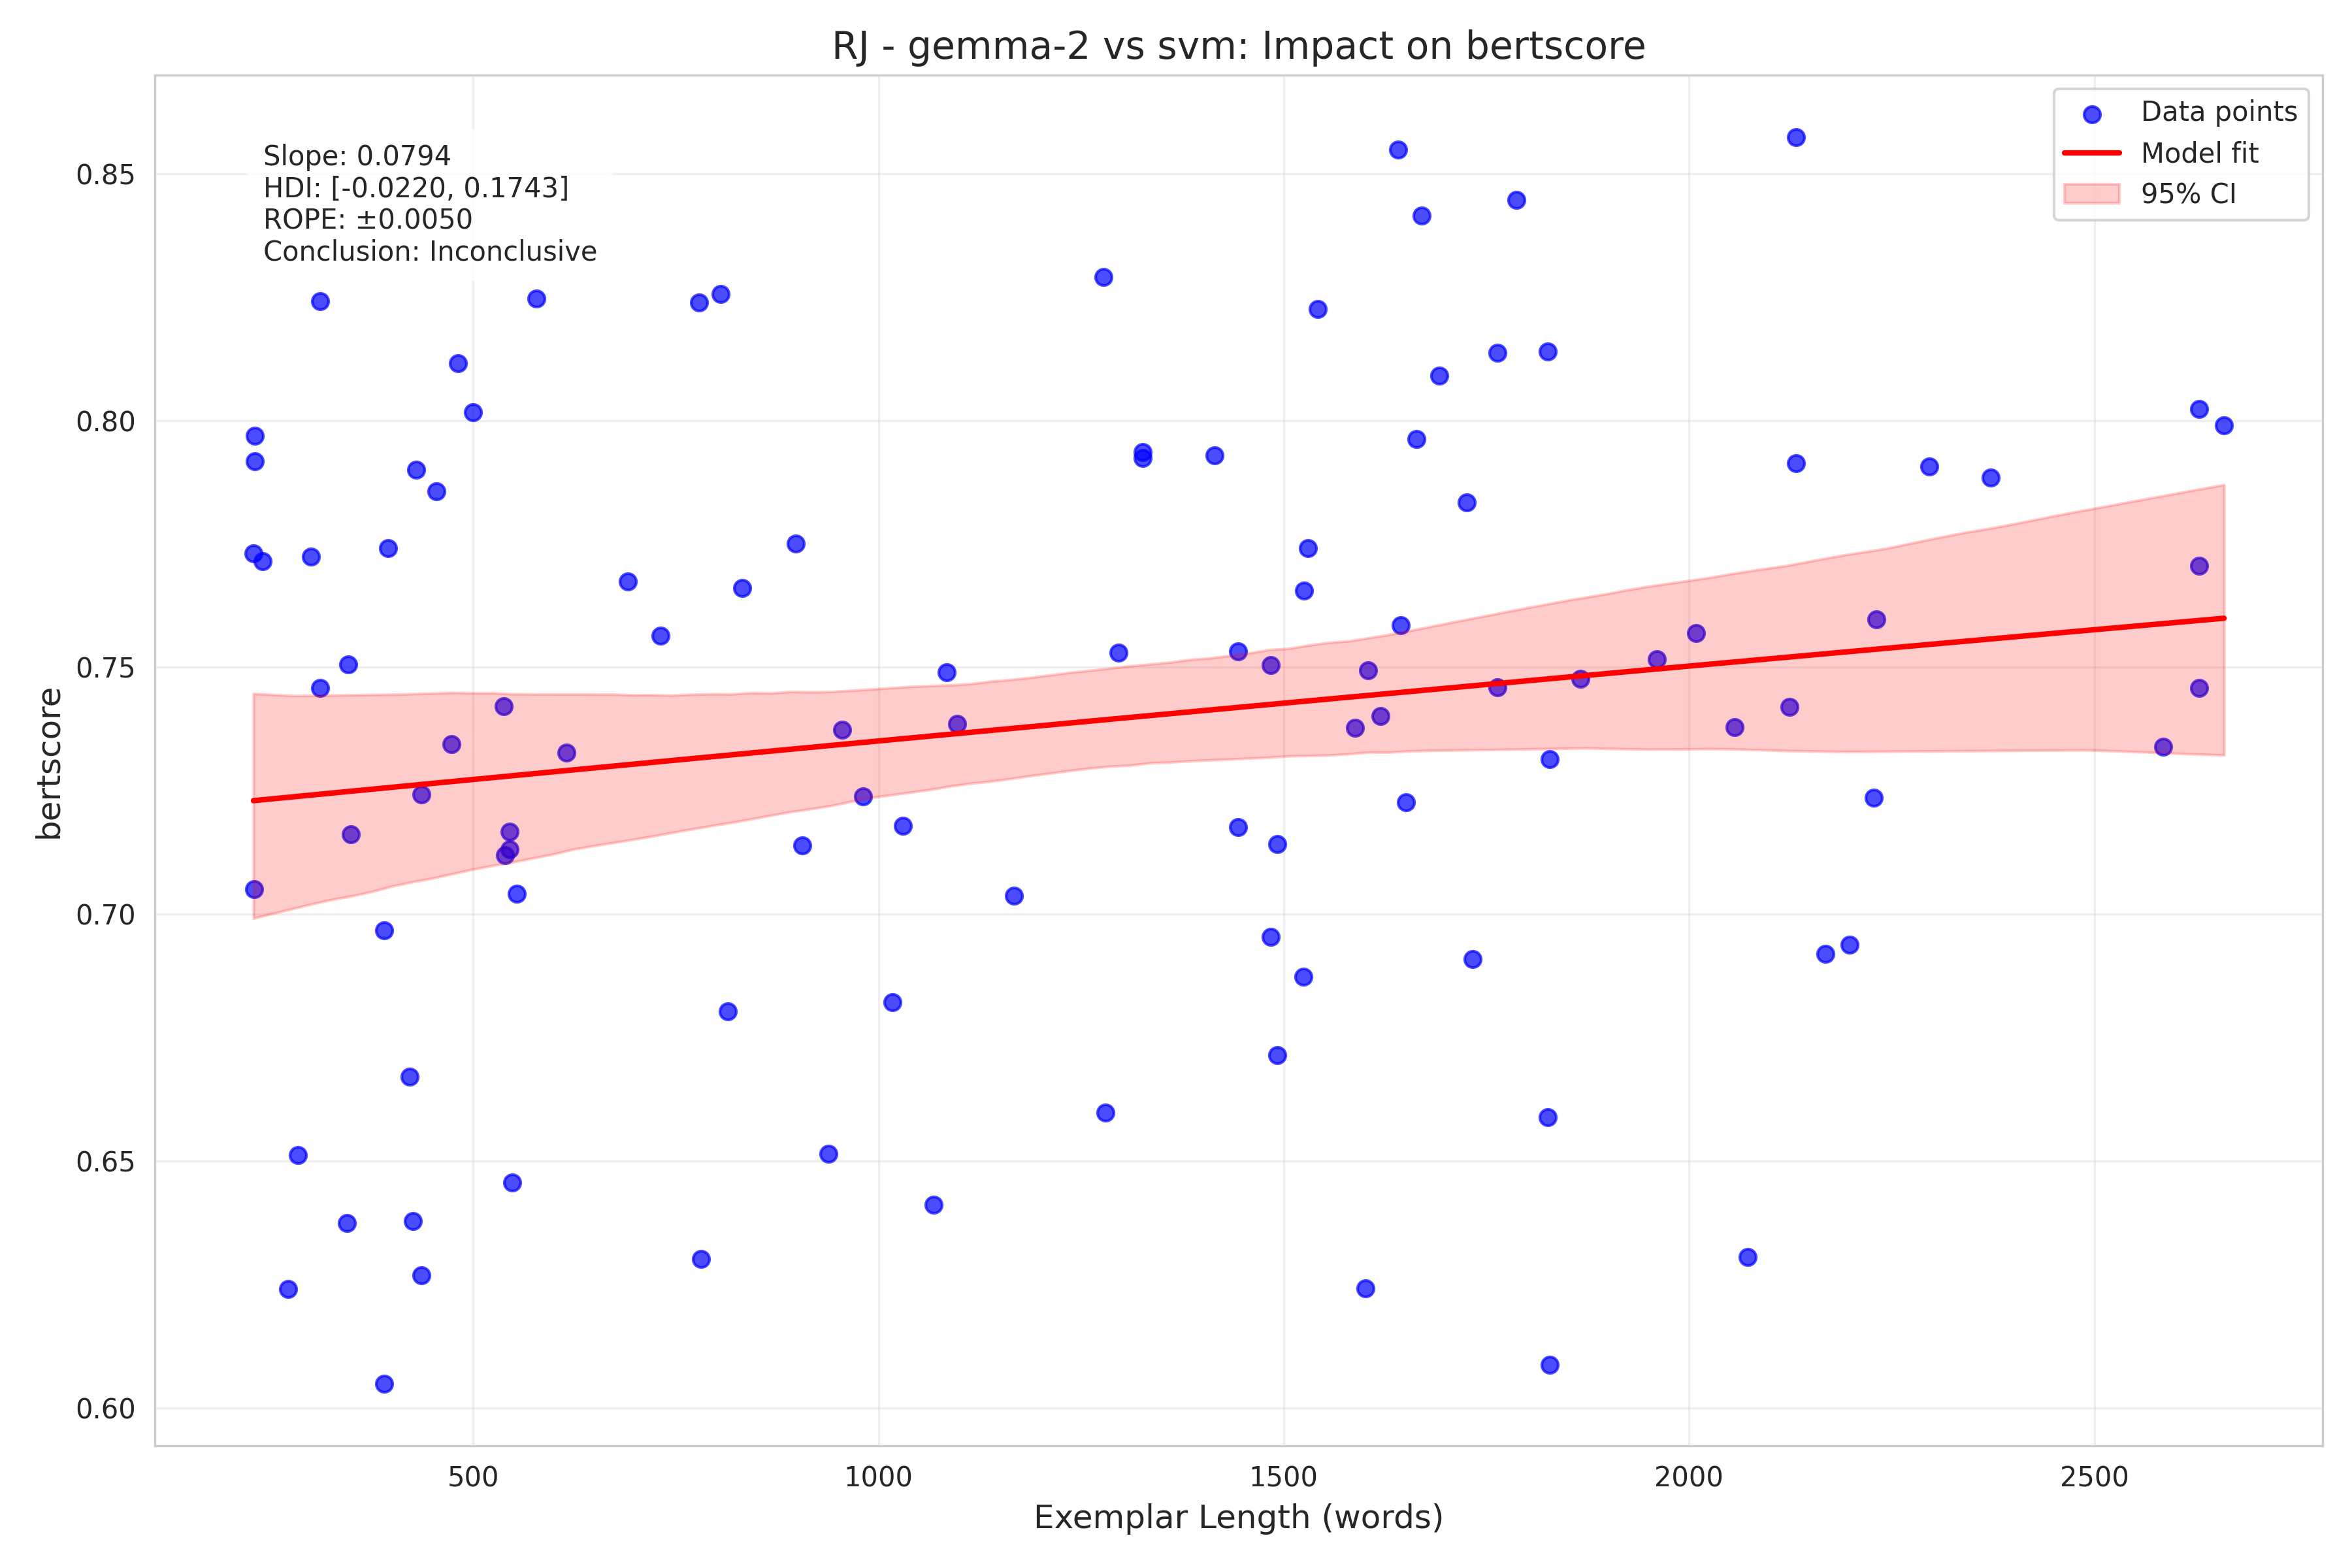 RJ - gemma-2 vs svm: Impact on bertscore
Slope: 0.0794
HDI: [-0.0220, 0.1743]
ROPE: ±0.0050
Conclusion: Inconclusive
Data points
Model fit
95% CI
bertscore
0.85
0.80
0.75
0.70
0.65
0.60
500
1000
1500
2000
2500
Exemplar Length (words)